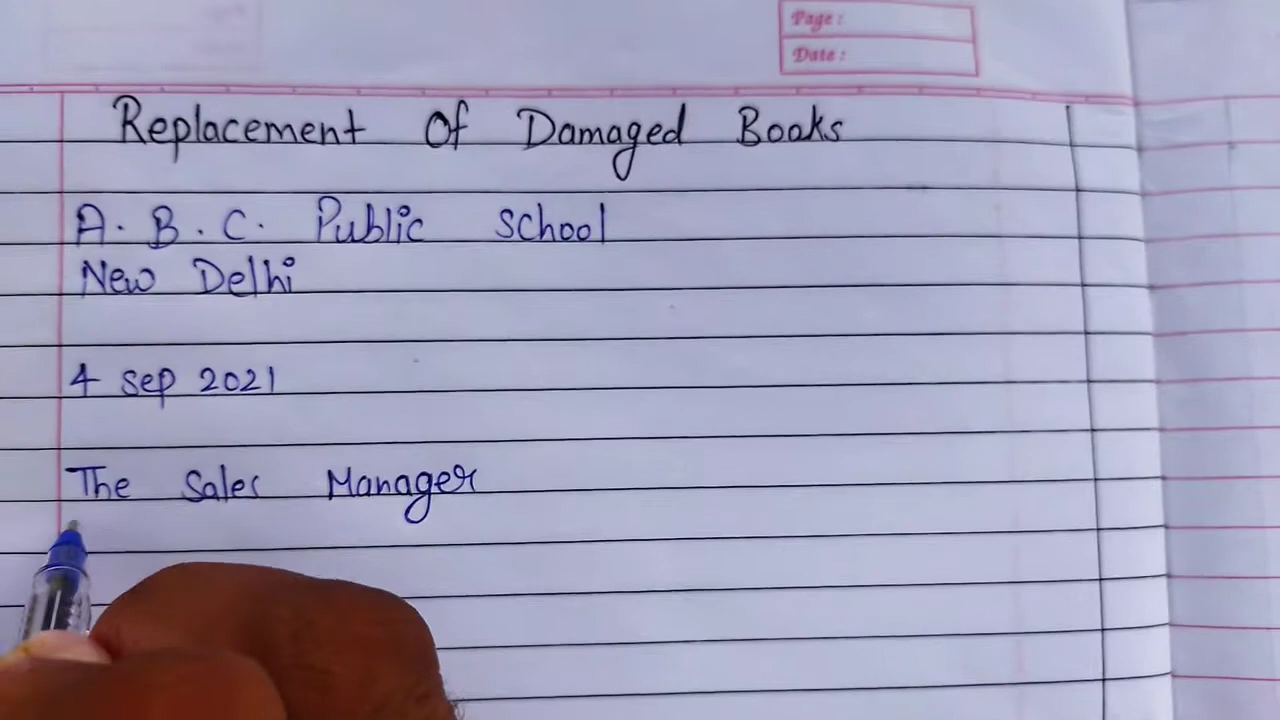 Page:
Date:
Replacement Of Damaged Books
A. B. C. Public school
New Delhi
4 sep 2021
The Sales Manager